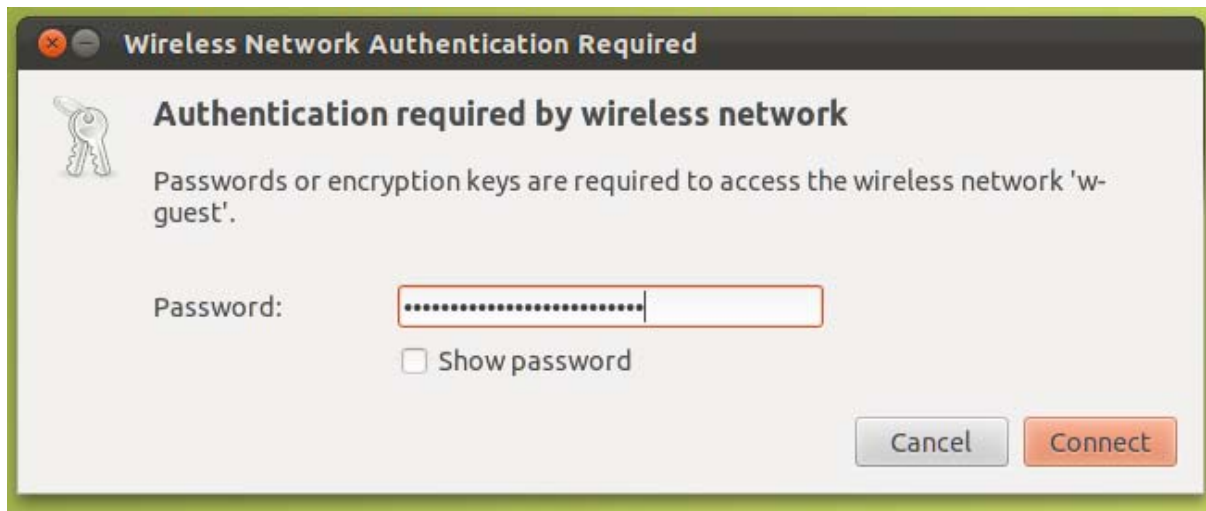 Wireless Network Authentication Required
Authentication required by wireless network
Passwords or encryption keys are required to access the wireless network 'w-
guest'.
Password: ••••••••••••••••••••••••••
Show password
Cancel Connect